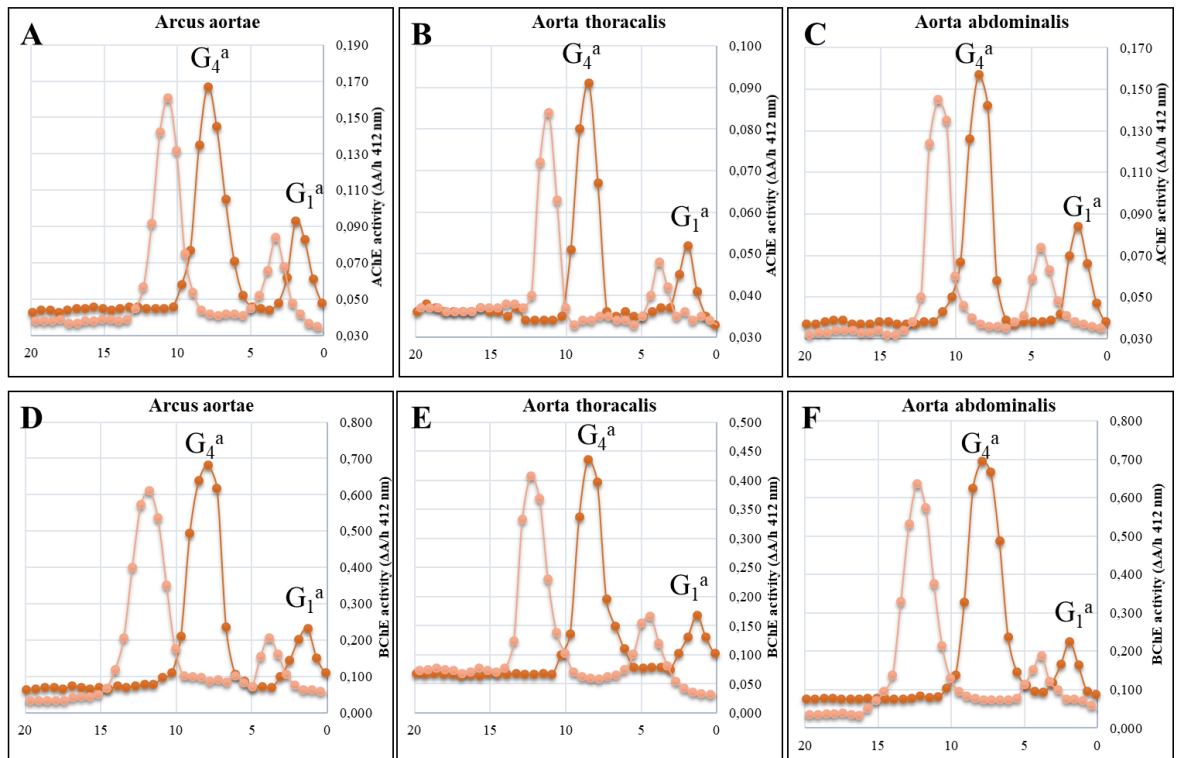 A
Arcus aortae
G₄ᵃ
G₁ᵃ
0,190
0,170
0,150
0,130
0,110
0,090
0,070
0,050
0,030
AChE activity (ΔA/h 412 nm)
20 15 10 5 0
B
Aorta thoracalis
G₄ᵃ
G₁ᵃ
0,100
0,090
0,080
0,070
0,060
0,050
0,040
0,030
AChE activity (ΔA/h 412 nm)
20 15 10 5 0
C
Aorta abdominalis
G₄ᵃ
G₁ᵃ
0,170
0,150
0,130
0,110
0,090
0,070
0,050
0,030
AChE activity (ΔA/h 412 nm)
20 15 10 5 0
D
Arcus aortae
G₄ᵃ
G₁ᵃ
0,800
0,700
0,600
0,500
0,400
0,300
0,200
0,100
0,000
BChE activity (ΔA/h 412 nm)
20 15 10 5 0
E
Aorta thoracalis
G₄ᵃ
G₁ᵃ
0,500
0,450
0,400
0,350
0,300
0,250
0,200
0,150
0,100
0,050
0,000
BChE activity (ΔA/h 412 nm)
20 15 10 5 0
F
Aorta abdominalis
G₄ᵃ
G₁ᵃ
0,800
0,700
0,600
0,500
0,400
0,300
0,200
0,100
0,000
BChE activity (ΔA/h 412 nm)
20 15 10 5 0